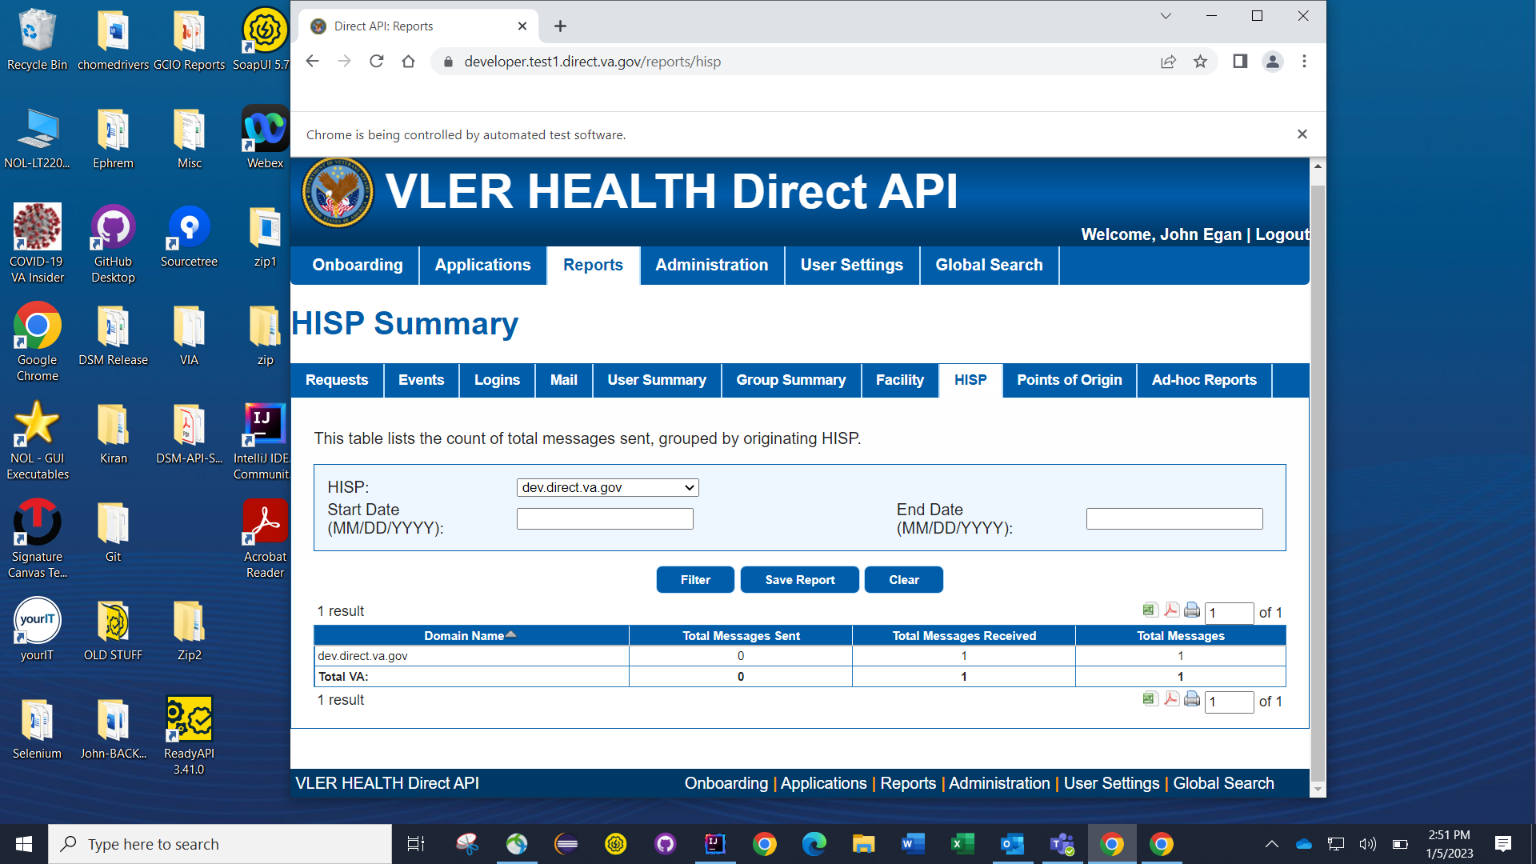 Recycle Bin
chomedrivers
GCIO Reports
SoapUI 5.7
NOL-LT220...
Ephrem
Misc
Webex
COVID-19
VA Insider
GitHub
Desktop
Sourcetree
zip1
Google
Chrome
DSM Release
VIA
zip
NOL - GUI
Executables
Kiran
DSM-API-S...
IJ
IntelliJ IDE
Communit
Signature
Canvas Te...
Git
Acrobat
Reader
yourIT
yourIT
OLD STUFF
Zip2
Selenium
John-BACK...
ReadyAPI
3.41.0
Direct API: Reports
developer.test1.direct.va.gov/reports/hisp
Chrome is being controlled by automated test software.
VLER HEALTH Direct API
Welcome, John Egan | Logout
Onboarding Applications Reports Administration User Settings Global Search
HISP Summary
Requests Events Logins Mail User Summary Group Summary Facility HISP Points of Origin Ad-hoc Reports
This table lists the count of total messages sent, grouped by originating HISP.
HISP: dev.direct.va.gov
Start Date
(MM/DD/YYYY):
End Date
(MM/DD/YYYY):
Filter Save Report Clear
1 result 1 of 1
Domain Name Total Messages Sent Total Messages Received Total Messages
dev.direct.va.gov 0 1 1
Total VA: 0 1 1
1 result 1 of 1
VLER HEALTH Direct API Onboarding | Applications | Reports | Administration | User Settings | Global Search
Type here to search
2:51 PM
1/5/2023